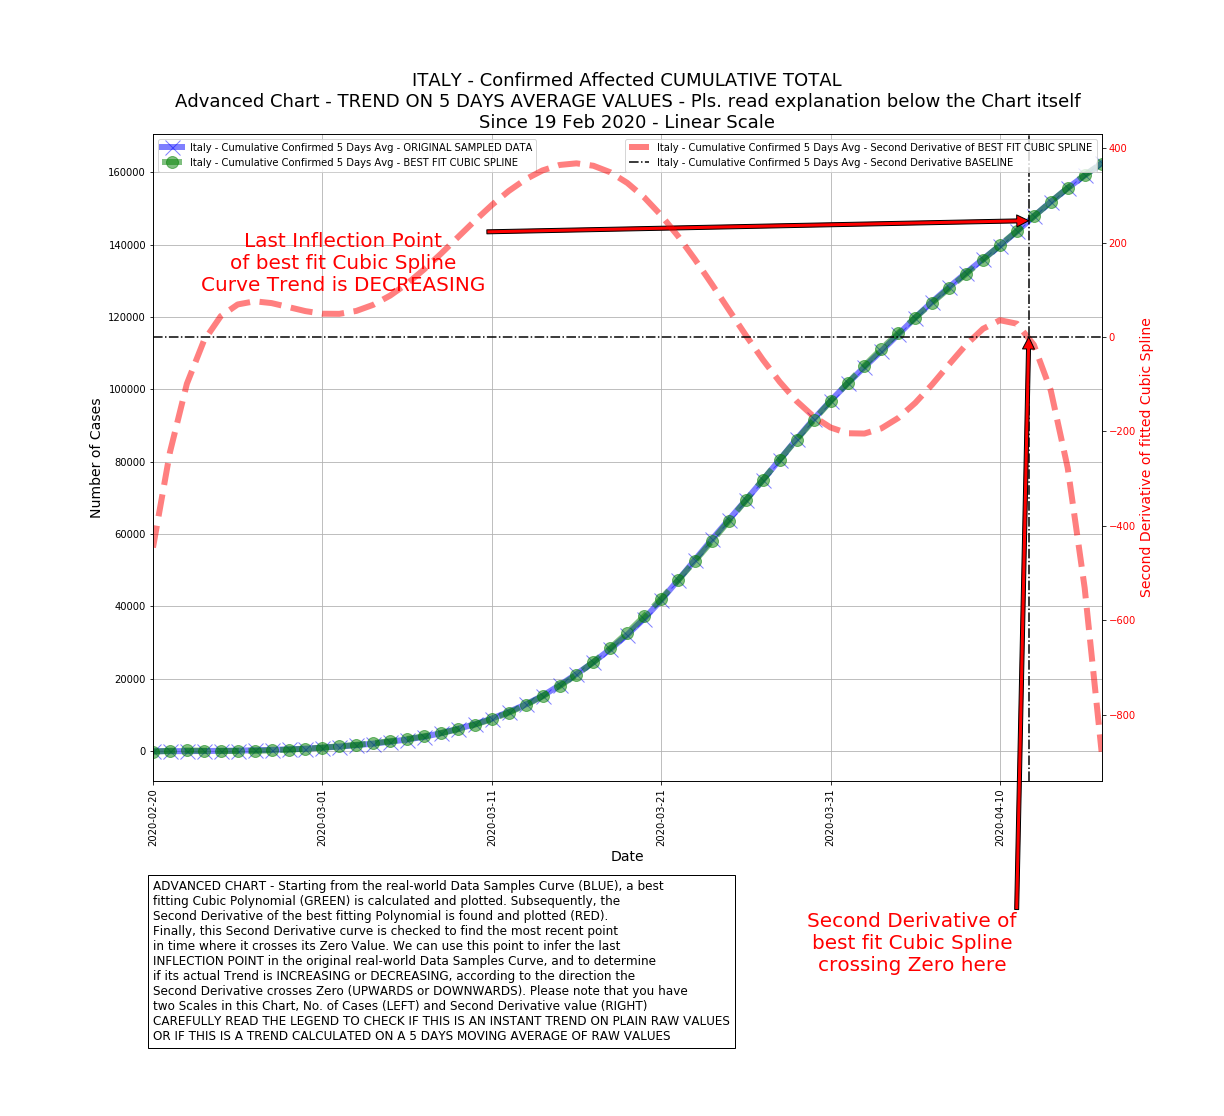 ITALY - Confirmed Affected CUMULATIVE TOTAL
Advanced Chart - TREND ON 5 DAYS AVERAGE VALUES - Pls. read explanation below the Chart itself
Since 19 Feb 2020 - Linear Scale
Italy - Cumulative Confirmed 5 Days Avg - ORIGINAL SAMPLED DATA
Italy - Cumulative Confirmed 5 Days Avg - BEST FIT CUBIC SPLINE
Italy - Cumulative Confirmed 5 Days Avg - Second Derivative of BEST FIT CUBIC SPLINE
Italy - Cumulative Confirmed 5 Days Avg - Second Derivative BASELINE
Last Inflection Point
of best fit Cubic Spline
Curve Trend is DECREASING
Number of Cases
160000
140000
120000
100000
80000
60000
40000
20000
0
400
200
0
−200
−400
−600
−800
Second Derivative of fitted Cubic Spline
2020-02-20
2020-03-01
2020-03-11
2020-03-21
2020-03-31
2020-04-10
Date
Second Derivative of
best fit Cubic Spline
crossing Zero here
ADVANCED CHART - Starting from the real-world Data Samples Curve (BLUE), a best
fitting Cubic Polynomial (GREEN) is calculated and plotted. Subsequently, the
Second Derivative of the best fitting Polynomial is found and plotted (RED).
Finally, this Second Derivative curve is checked to find the most recent point
in time where it crosses its Zero Value. We can use this point to infer the last
INFLECTION POINT in the original real-world Data Samples Curve, and to determine
if its actual Trend is INCREASING or DECREASING, according to the direction the
Second Derivative crosses Zero (UPWARDS or DOWNWARDS). Please note that you have
two Scales in this Chart, No. of Cases (LEFT) and Second Derivative value (RIGHT)
CAREFULLY READ THE LEGEND TO CHECK IF THIS IS AN INSTANT TREND ON PLAIN RAW VALUES
OR IF THIS IS A TREND CALCULATED ON A 5 DAYS MOVING AVERAGE OF RAW VALUES